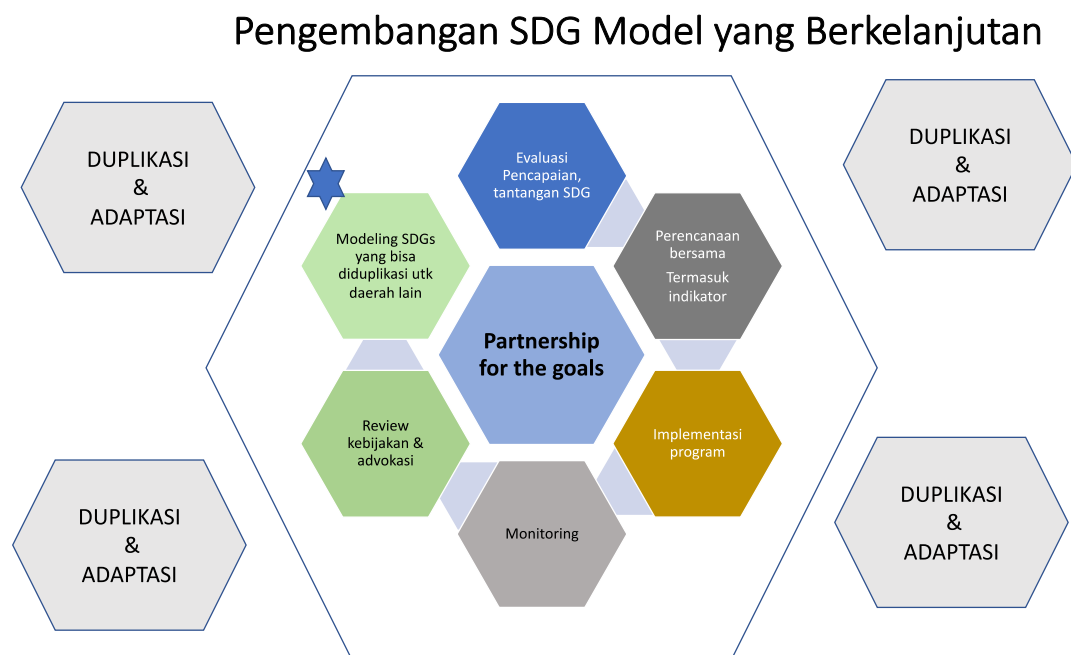 Pengembangan SDG Model yang Berkelanjutan
DUPLIKASI
&
ADAPTASI
DUPLIKASI
&
ADAPTASI
Evaluasi
Pencapaian,
tantangan SDG
Perencanaan
bersama
Termasuk
indikator
Modeling SDGs
yang bisa
diduplikasi utk
daerah lain
Partnership
for the goals
Implementasi
program
Review
kebijakan &
advokasi
Monitoring
DUPLIKASI
&
ADAPTASI
DUPLIKASI
&
ADAPTASI